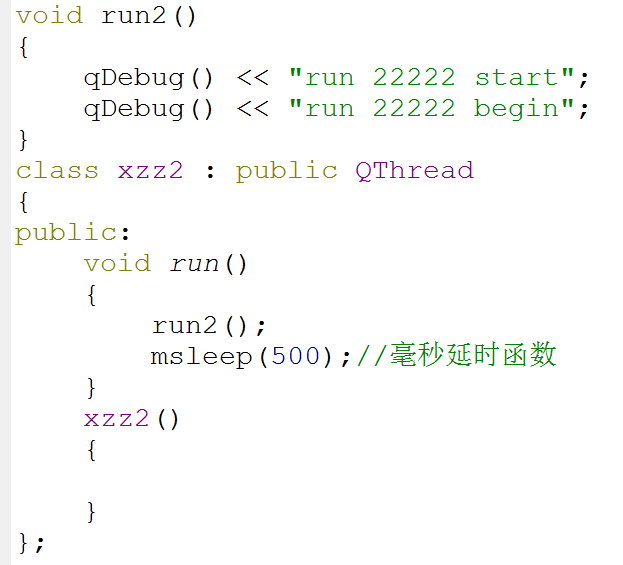 void run2()
{
    qDebug() << "run 22222 start";
    qDebug() << "run 22222 begin";
}
class xzz2 : public QThread
{
public:
    void run()
    {
        run2();
        msleep(500);//毫秒延时函数
    }
    xzz2()
    {

    }
};